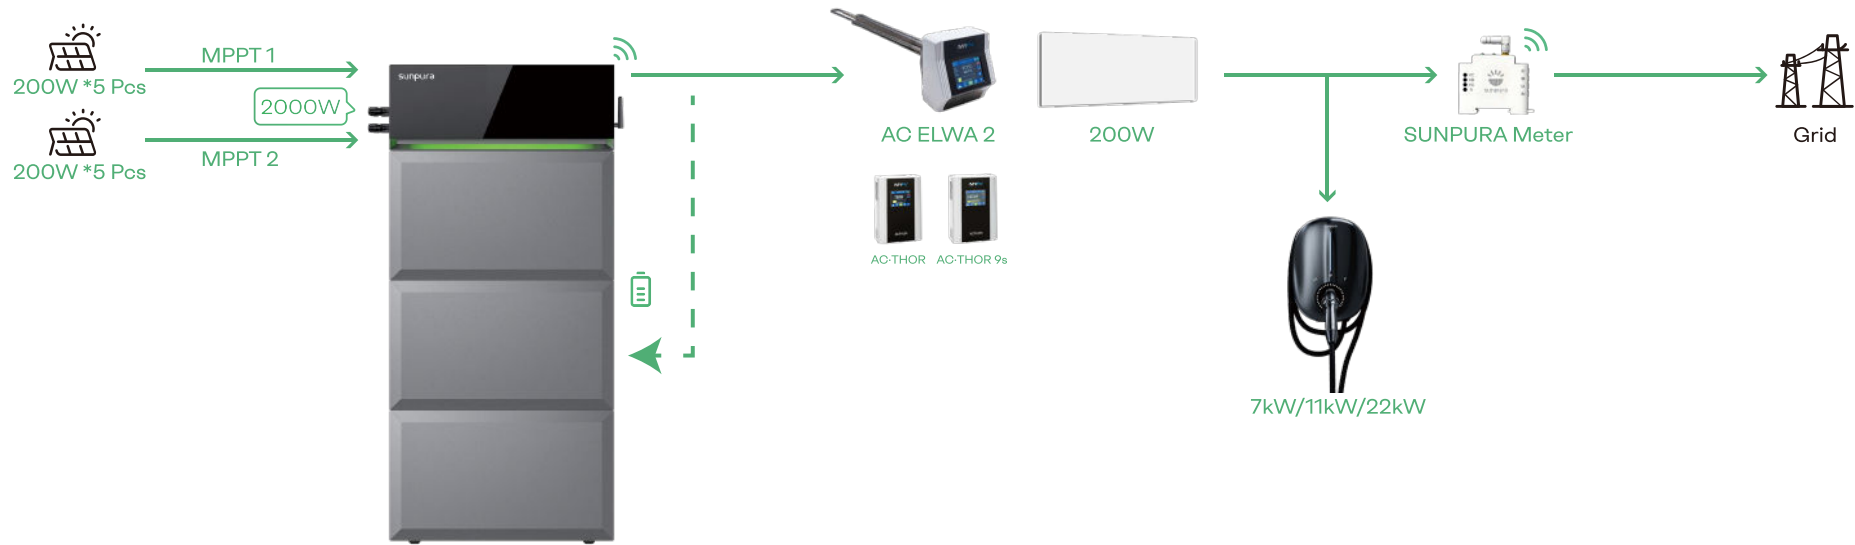 200W *5 Pcs
MPPT 1
2000W
200W *5 Pcs
MPPT 2
sunpura
AC ELWA 2
200W
AC·THOR
AC·THOR 9s
7kW/11kW/22kW
SUNPURA Meter
Grid